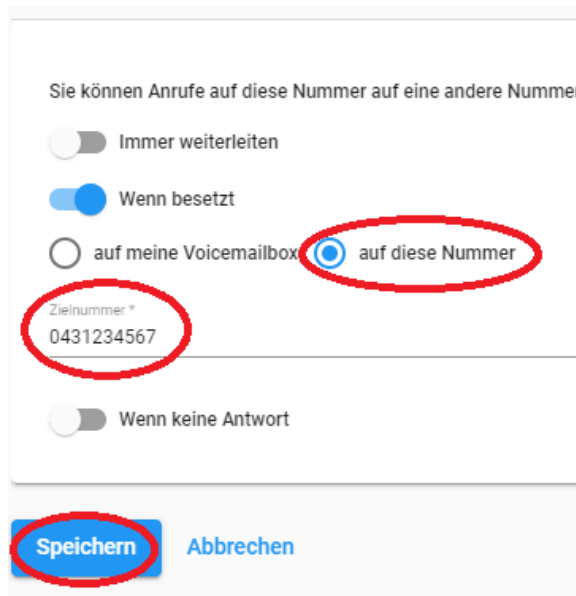 Sie können Anrufe auf diese Nummer auf eine andere Nummer
Immer weiterleiten
Wenn besetzt
auf meine Voicemailbox auf diese Nummer
Zielnummer *
0431234567
Wenn keine Antwort
Speichern Abbrechen